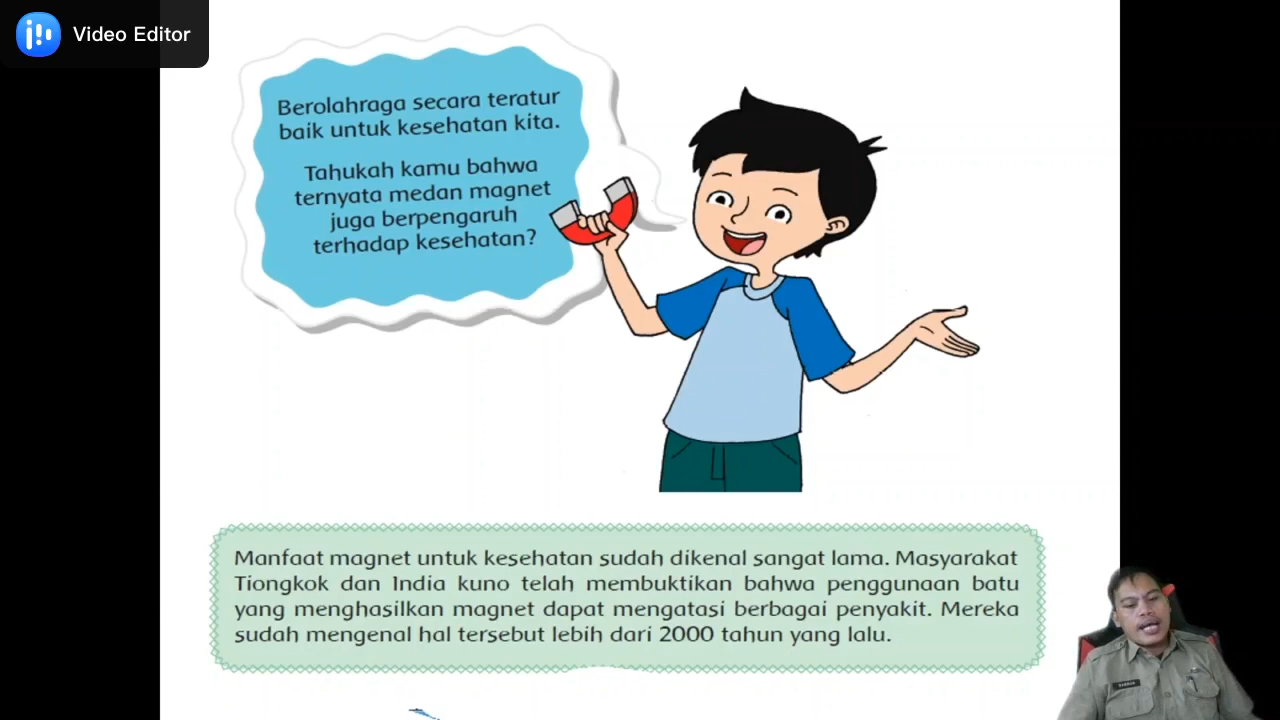 Video Editor
Berolahraga secara teratur
baik untuk kesehatan kita.
Tahukah kamu bahwa
ternyata medan magnet
juga berpengaruh
terhadap kesehatan?
Manfaat magnet untuk kesehatan sudah dikenal sangat lama. Masyarakat
Tiongkok dan India kuno telah membuktikan bahwa penggunaan batu
yang menghasilkan magnet dapat mengatasi berbagai penyakit. Mereka
sudah mengenal hal tersebut lebih dari 2000 tahun yang lalu.